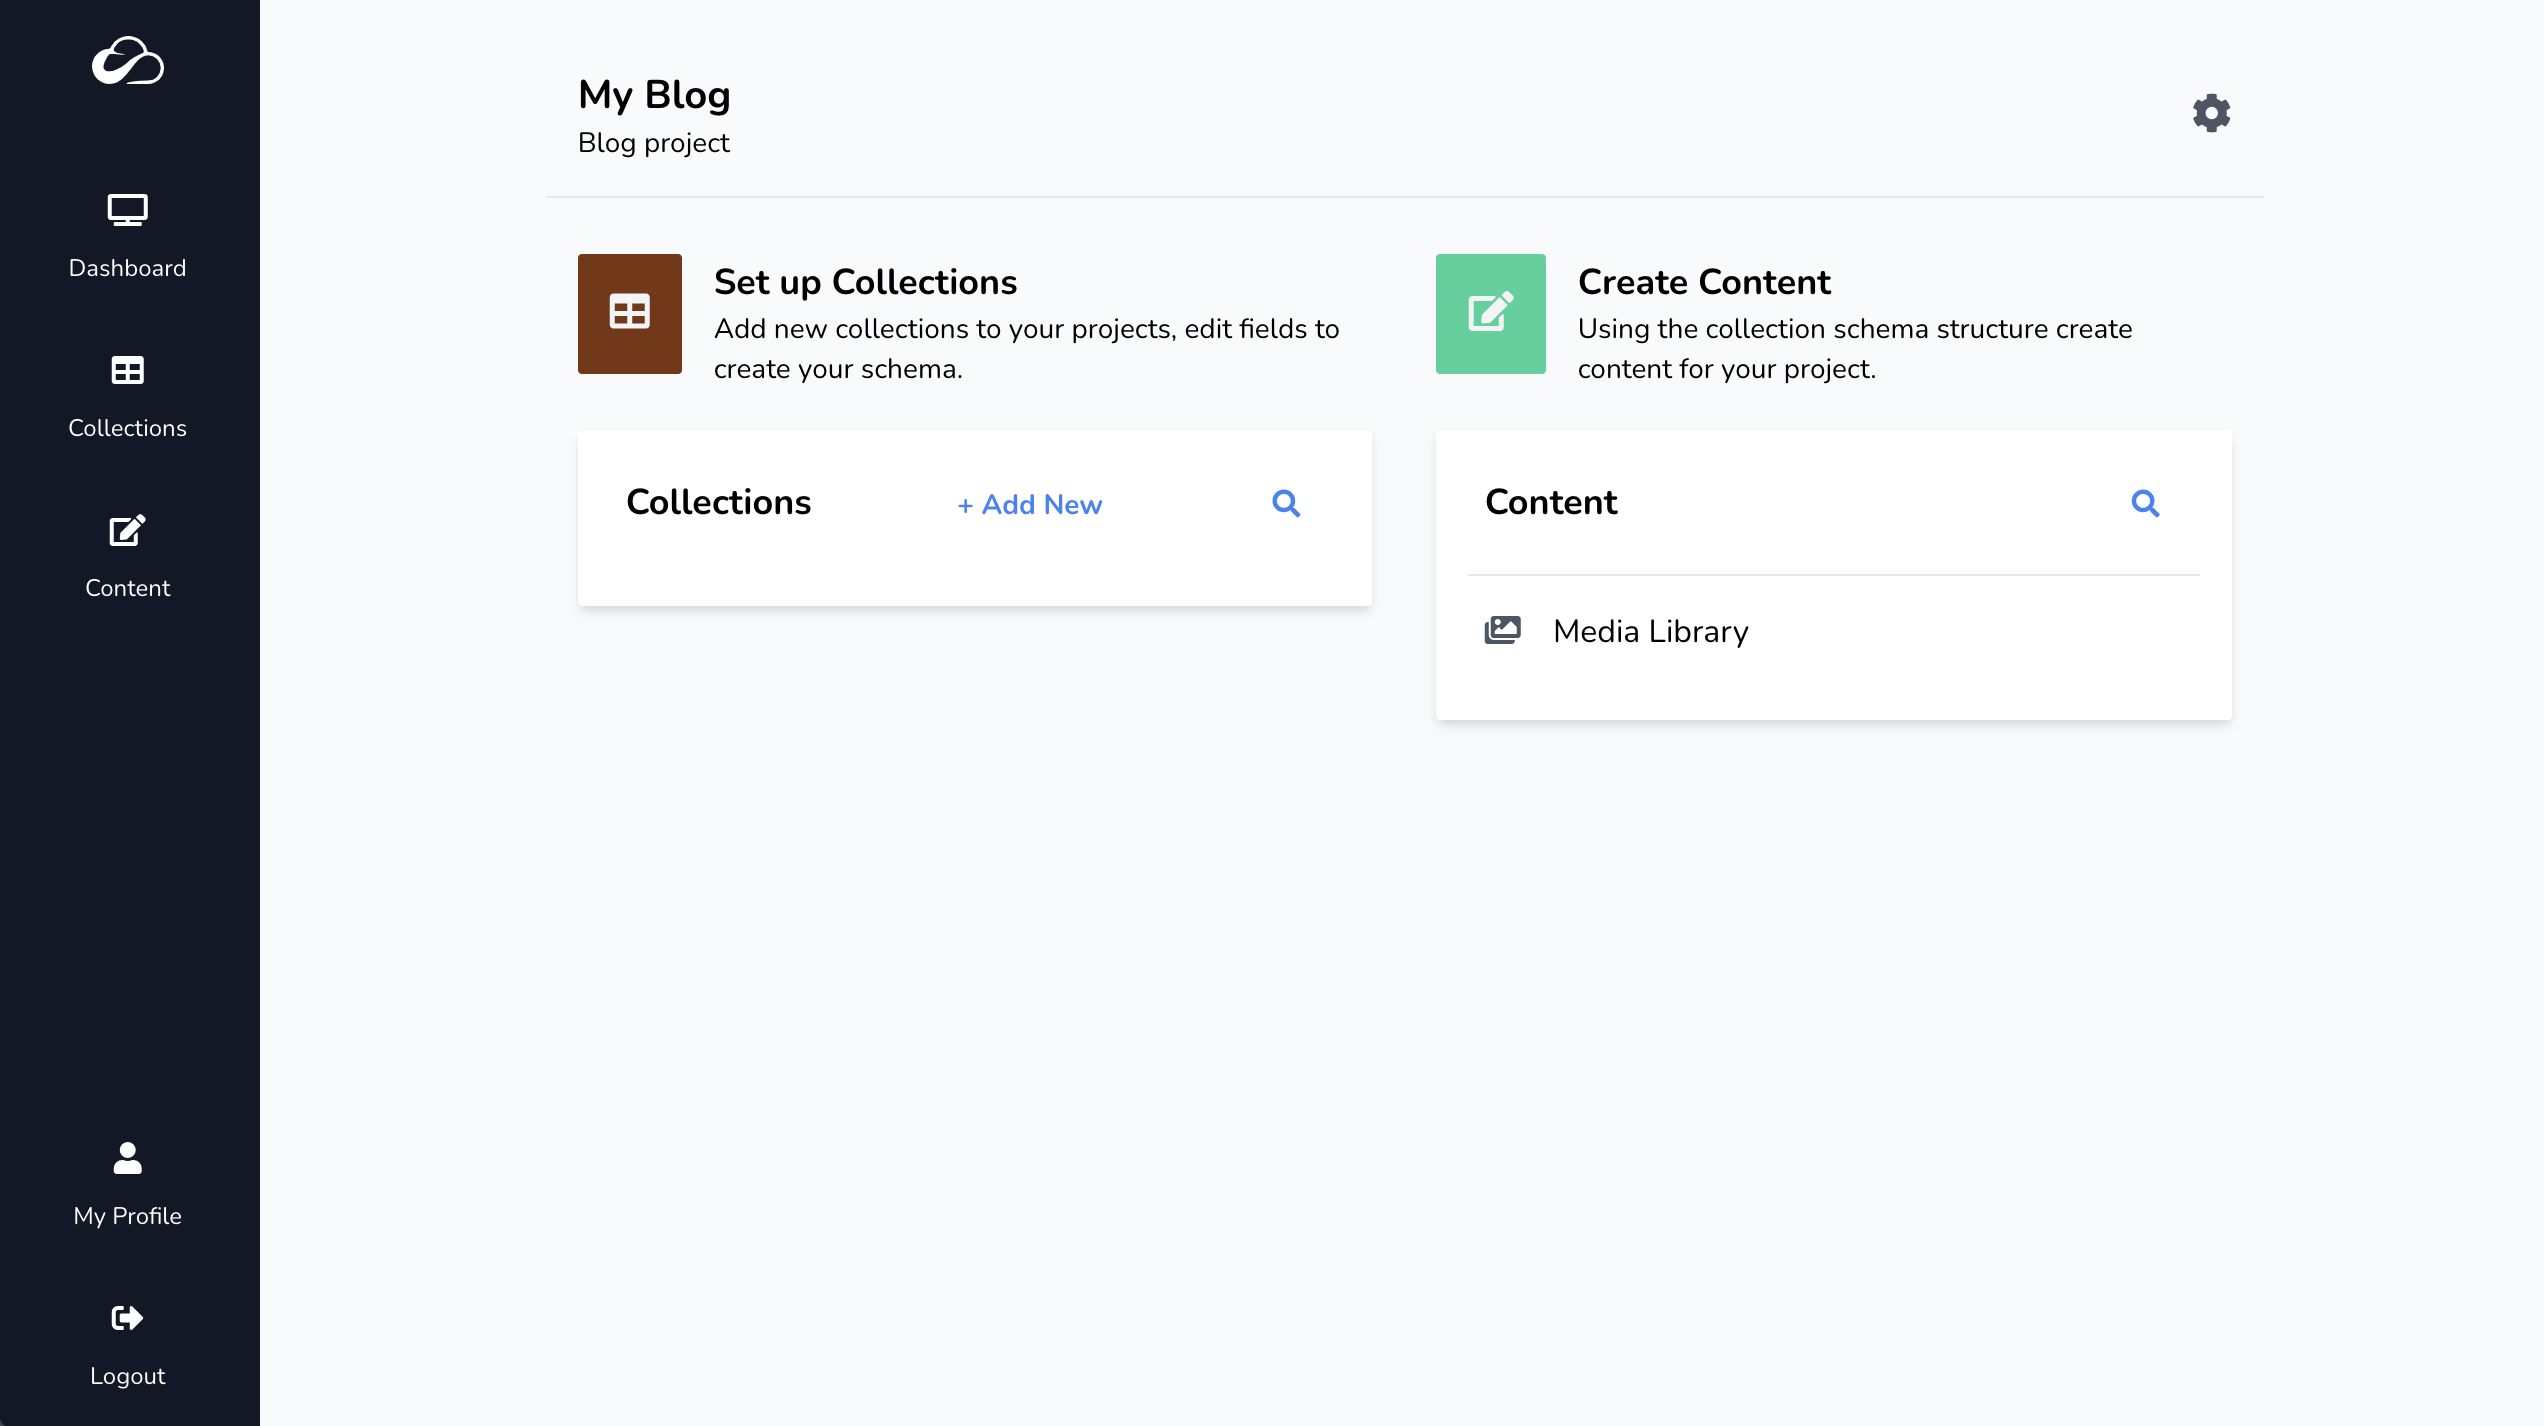 My Blog
Blog project
Dashboard
Collections
Content
My Profile
Logout
Set up Collections
Add new collections to your projects, edit fields to
create your schema.
Collections
+ Add New
Create Content
Using the collection schema structure create
content for your project.
Content
Media Library